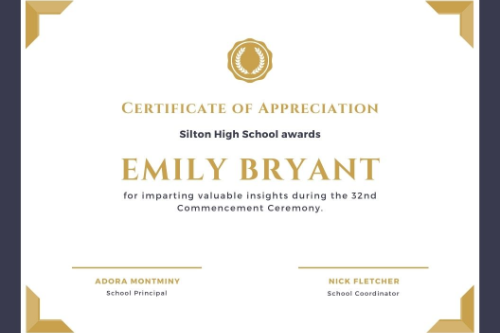 CERTIFICATE OF APPRECIATION
Silton High School awards
EMILY BRYANT
for imparting valuable insights during the 32nd
Commencement Ceremony.
ADORA MONTMINY
School Principal
NICK FLETCHER
School Coordinator